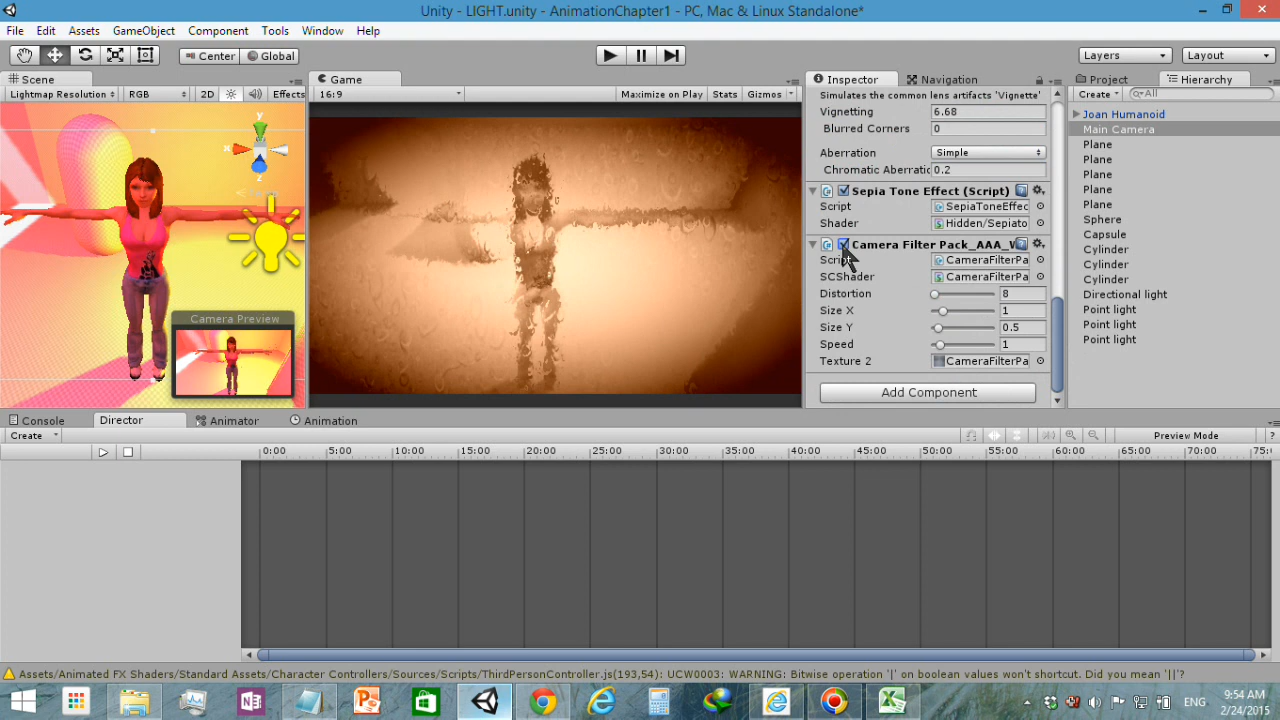 Unity - LIGHT.unity - AnimationChapter1 - PC, Mac & Linux Standalone*
File Edit Assets GameObject Component Tools Window Help
Center Global
Layers Layout
Scene
Lightmap Resolution RGB 2D Effects
Game
16:9 Maximize on Play Stats Gizmos
y
x
z
Camera Preview
Inspector Navigation
Simulates the common lens artifacts 'Vignette'
Vignetting 6.68
Blurred Corners 0
Aberration Simple
Chromatic Aberratic 0.2
Sepia Tone Effect (Script)
Script SepiaToneEffec
Shader Hidden/Sepiato
Camera Filter Pack_AAA_W
Script CameraFilterPa
SCShader CameraFilterPa
Distortion 8
Size X 1
Size Y 0.5
Speed 1
Texture 2 CameraFilterPa
Add Component
Project Hierarchy
Create All
Joan Humanoid
Main Camera
Plane
Plane
Plane
Plane
Plane
Sphere
Capsule
Cylinder
Cylinder
Cylinder
Directional light
Point light
Point light
Point light
Console Director Animator Animation
Create Preview Mode ?
0:00 5:00 10:00 15:00 20:00 25:00 30:00 35:00 40:00 45:00 50:00 55:00 60:00 65:00 70:00 75:
Assets/Animated FX Shaders/Standard Assets/Character Controllers/Sources/Scripts/ThirdPersonController.js(193,54): UCW0003: WARNING: Bitwise operation '|' on boolean values won't shortcut. Did you mean '||'?
ENG
9:54 AM
2/24/2015